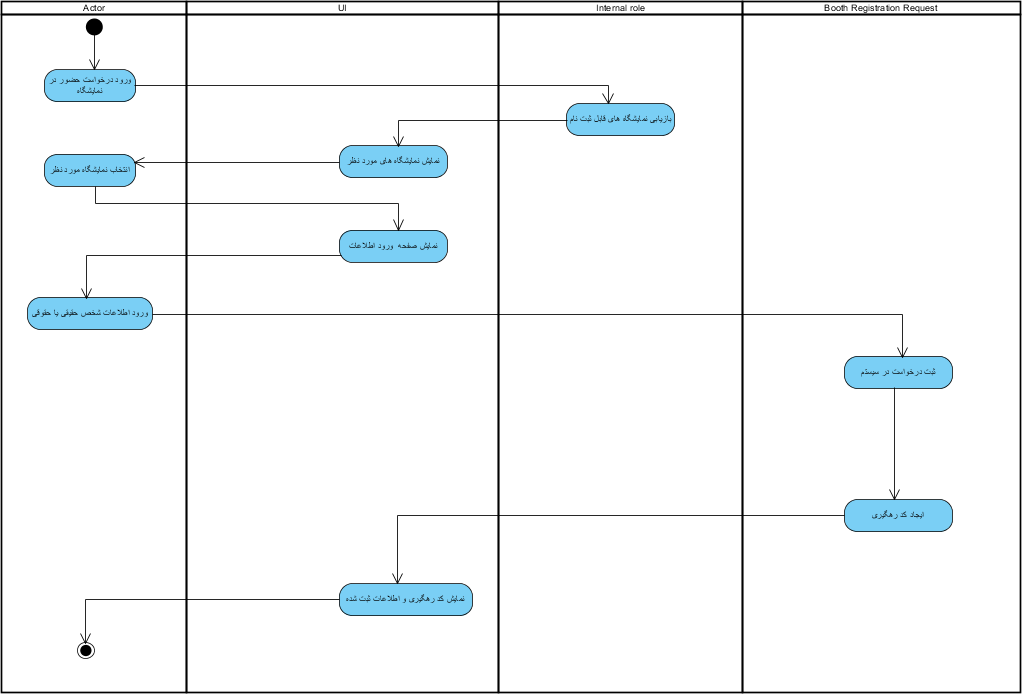 Actor
UI
Internal role
Booth Registration Request
ورود درخواست حضور در
نمایشگاه
بازیابی نمایشگاه های قابل ثبت نام
نمایش نمایشگاه های مورد نظر
انتخاب نمایشگاه مورد نظر
نمایش صفحه ورود اطلاعات
ورود اطلاعات شخص حقیقی یا حقوقی
ثبت درخواست در سیستم
ایجاد کد رهگیری
نمایش کد رهگیری و اطلاعات ثبت شده